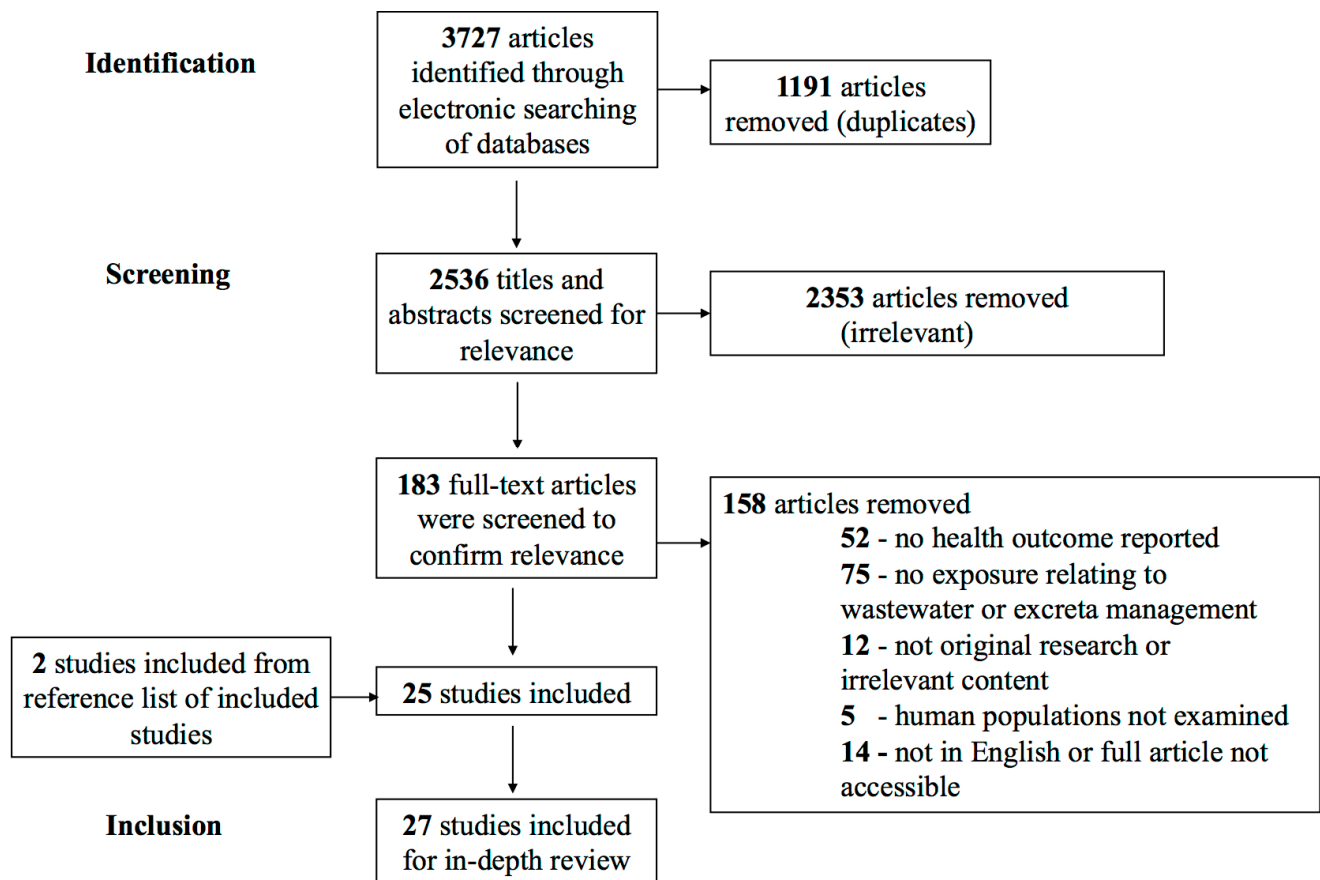 Identification
3727 articles
identified through
electronic searching
of databases
1191 articles
removed (duplicates)
Screening
2536 titles and
abstracts screened for
relevance
2353 articles removed
(irrelevant)
183 full-text articles
were screened to
confirm relevance
158 articles removed
52 - no health outcome reported
75 - no exposure relating to
wastewater or excreta management
12 - not original research or
irrelevant content
5 - human populations not examined
14 - not in English or full article not
accessible
2 studies included from
reference list of included
studies
25 studies included
Inclusion
27 studies included
for in-depth review